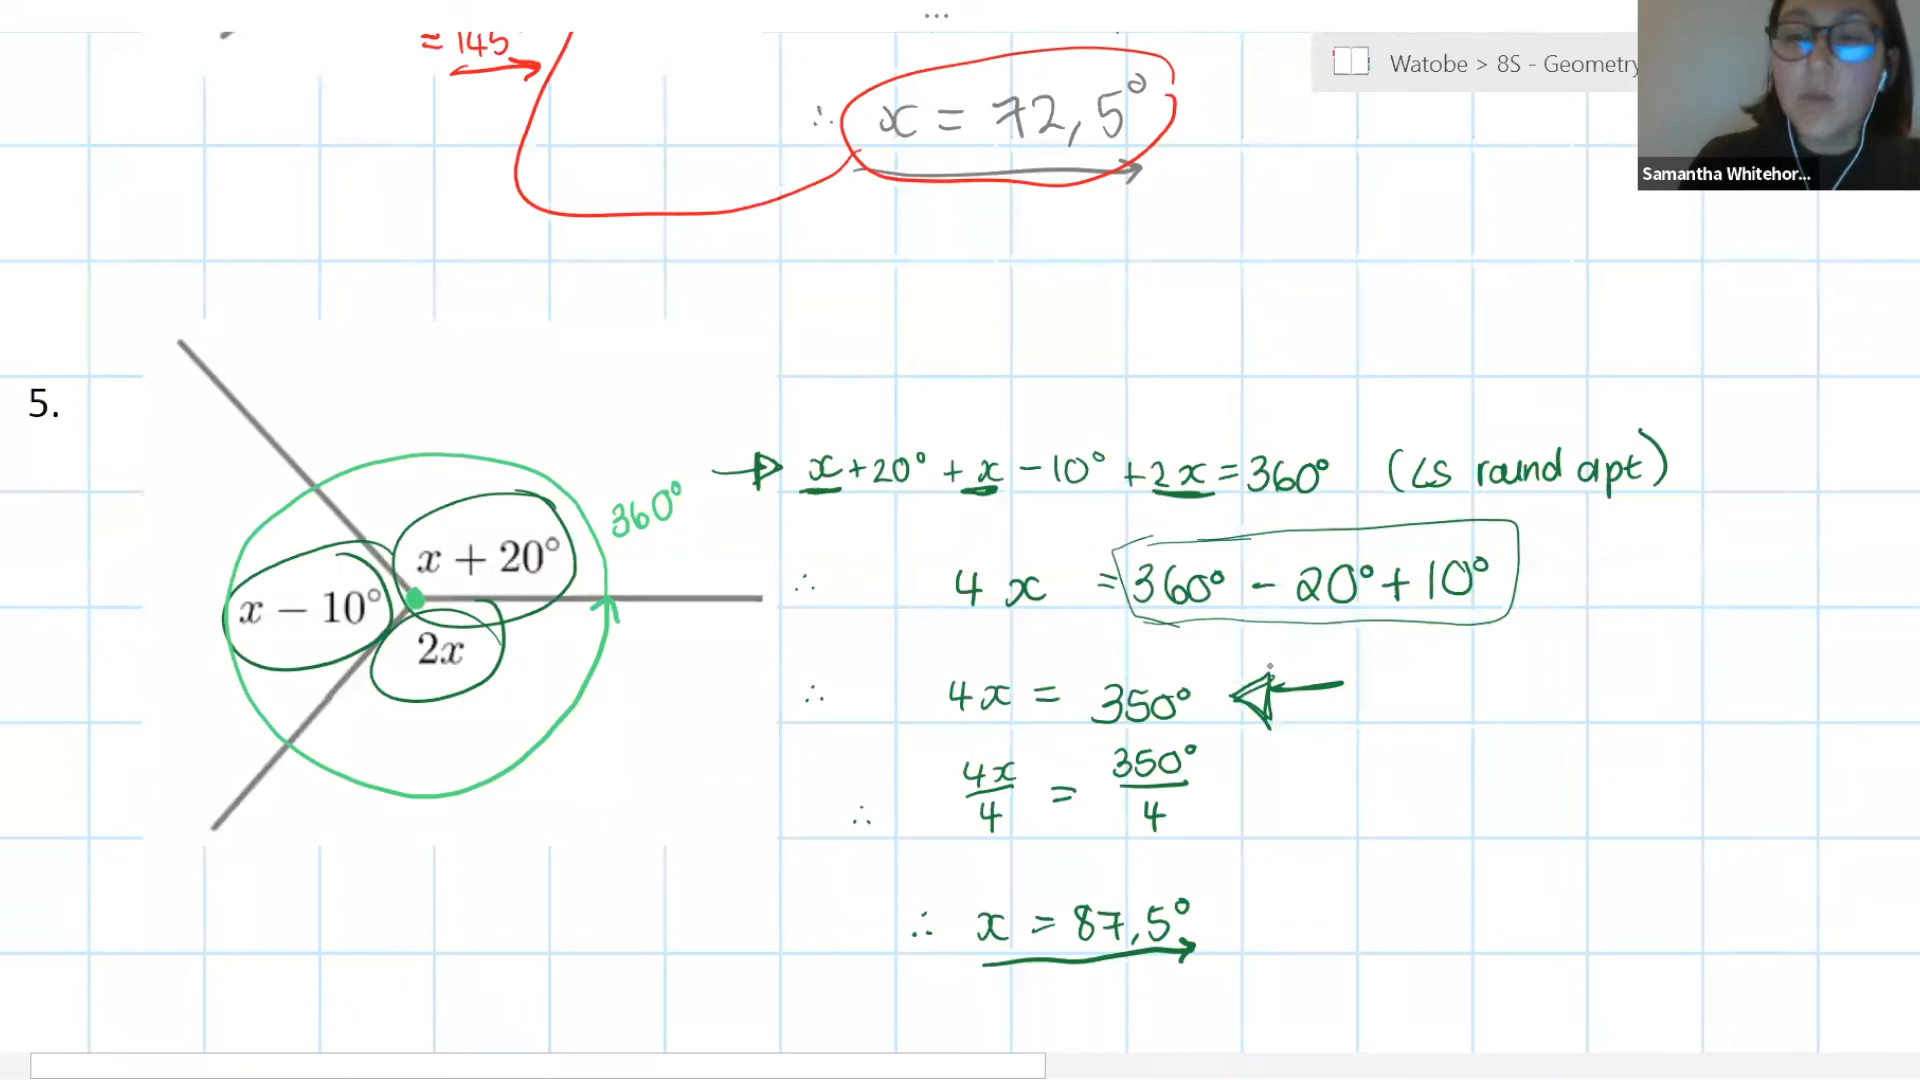 ...
= 145
∴ x = 72,5°
Watobe > 8S - Geometry
Samantha Whitehor...
5.
x + 20°
x − 10°
2x
360°
x + 20° + x − 10° + 2x = 360° (∠s round a pt)
∴ 4x = 360° − 20° + 10°
∴ 4x = 350°
∴ 4x/4 = 350°/4
∴ x = 87,5°